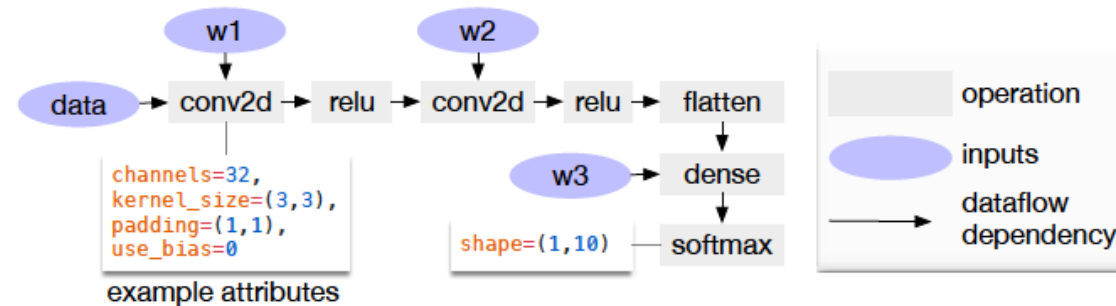 w1
w2
data
conv2d
relu
conv2d
relu
flatten
channels=32,
kernel_size=(3,3),
padding=(1,1),
use_bias=0
example attributes
w3
dense
shape=(1,10)
softmax
operation
inputs
dataflow
dependency